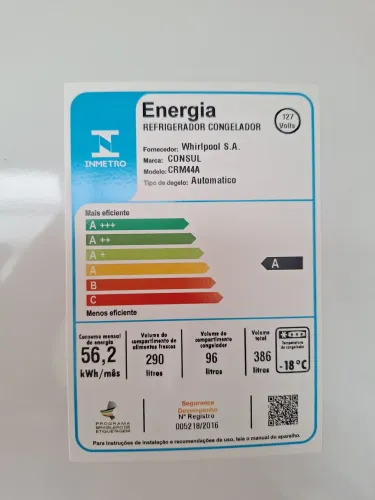 Energia
127
Volts
REFRIGERADOR CONGELADOR
INMETRO
Fornecedor: Whirlpool S.A.
Marca: CONSUL
Modelo: CRM44A
Tipo de degelo: Automatico
Mais eficiente
A +++
A ++
A +
A
A
B
C
Menos eficiente
Consumo mensal de energia
56,2
kWh/mês
Volume do compartimento de alimentos frescos
290
litros
Volume do compartimento congelador
96
litros
Volume total
386
litros
Temperatura do congelador
-18°C
PROGRAMA
BRASILEIRO DE
ETIQUETAGEM
Segurança
Desempenho
Nº Registro
005218/2016
Para instruções de instalação e recomendações de uso, leia o manual do aparelho.